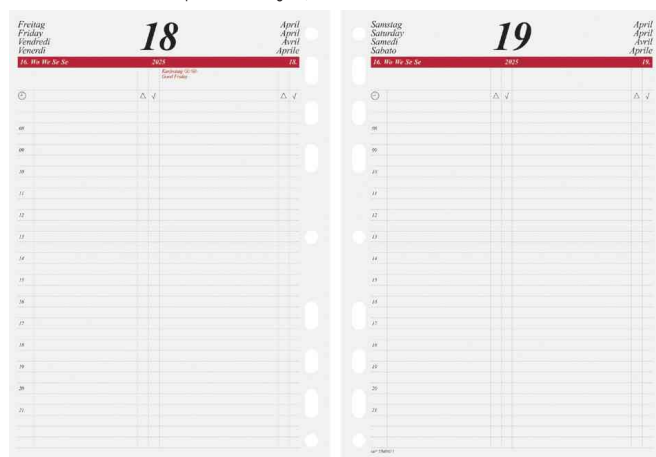 Freitag
Friday
Vendredi
Venerdi
18
April
April
Avril
Aprile
16. Wo We Se Se 2025 18.
Good Friday
08
09
10
11
12
13
14
15
16
17
18
19
20
21
Samstag
Saturday
Samedi
Sabato
19
April
April
Avril
Aprile
16. Wo We Se Se 2025 19.
08
09
10
11
12
13
14
15
16
17
18
19
20
21